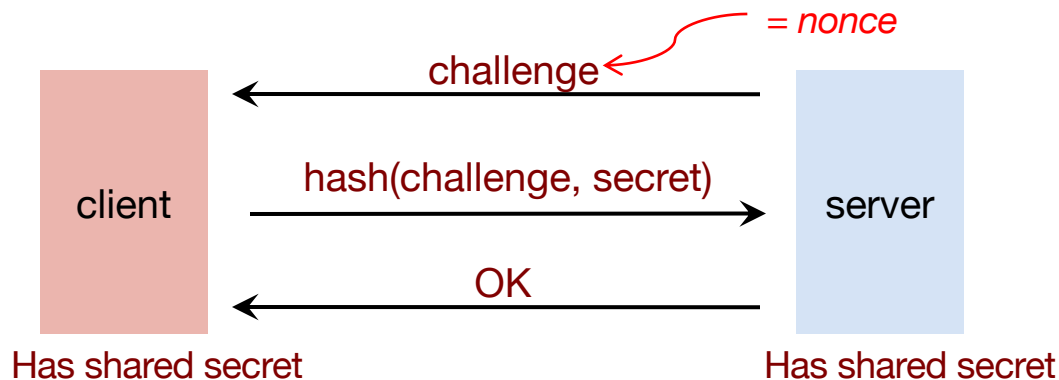 = nonce
challenge
hash(challenge, secret)
client
server
OK
Has shared secret
Has shared secret